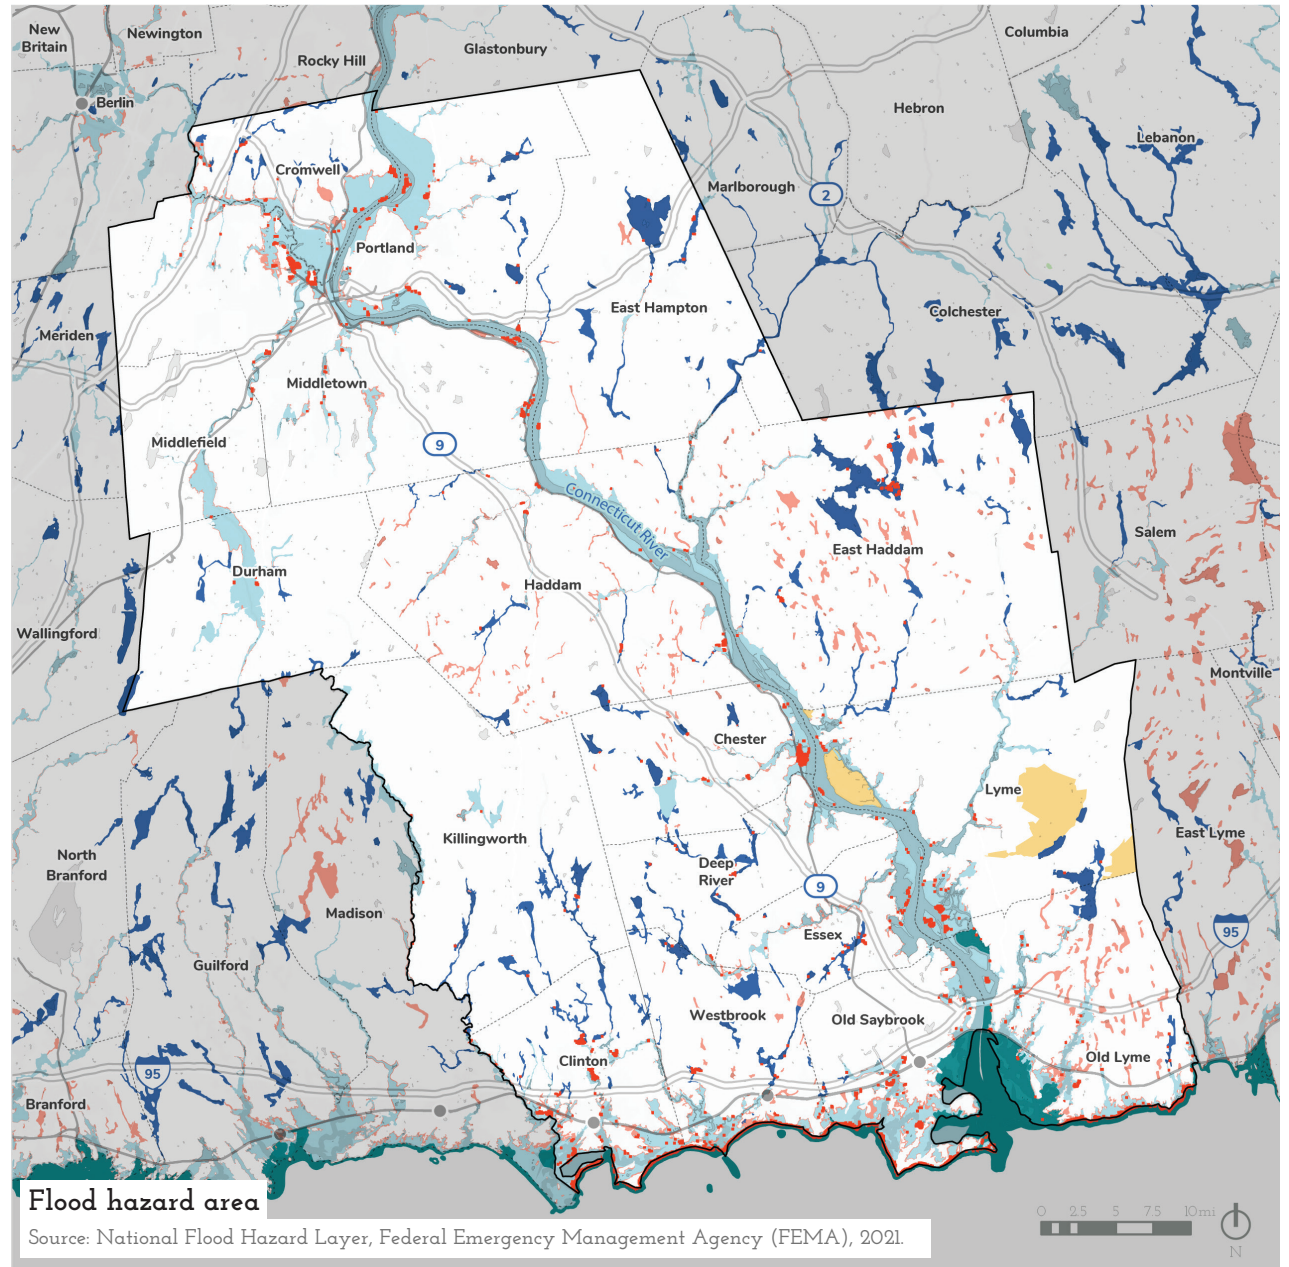 New
Britain
Newington
Rocky Hill
Glastonbury
Columbia
Berlin
Hebron
Lebanon
Cromwell
Marlborough
2
Portland
East Hampton
Colchester
Meriden
Middletown
Middlefield
9
Connecticut River
Salem
East Haddam
Durham
Haddam
Wallingford
Montville
Chester
Lyme
Killingworth
East Lyme
North
Branford
Deep
River
9
Madison
Essex
95
Guilford
Westbrook
Old Saybrook
Clinton
Old Lyme
95
Branford
Flood hazard area
Source: National Flood Hazard Layer, Federal Emergency Management Agency (FEMA), 2021.
0 2.5 5 7.5 10mi
N